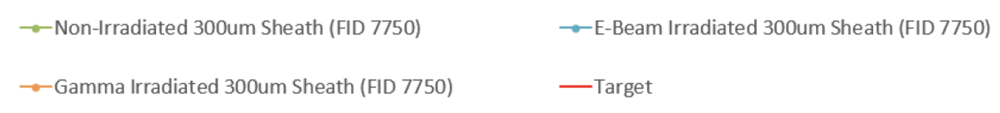 Non-Irradiated 300um Sheath (FID 7750)
E-Beam Irradiated 300um Sheath (FID 7750)
Gamma Irradiated 300um Sheath (FID 7750)
Target